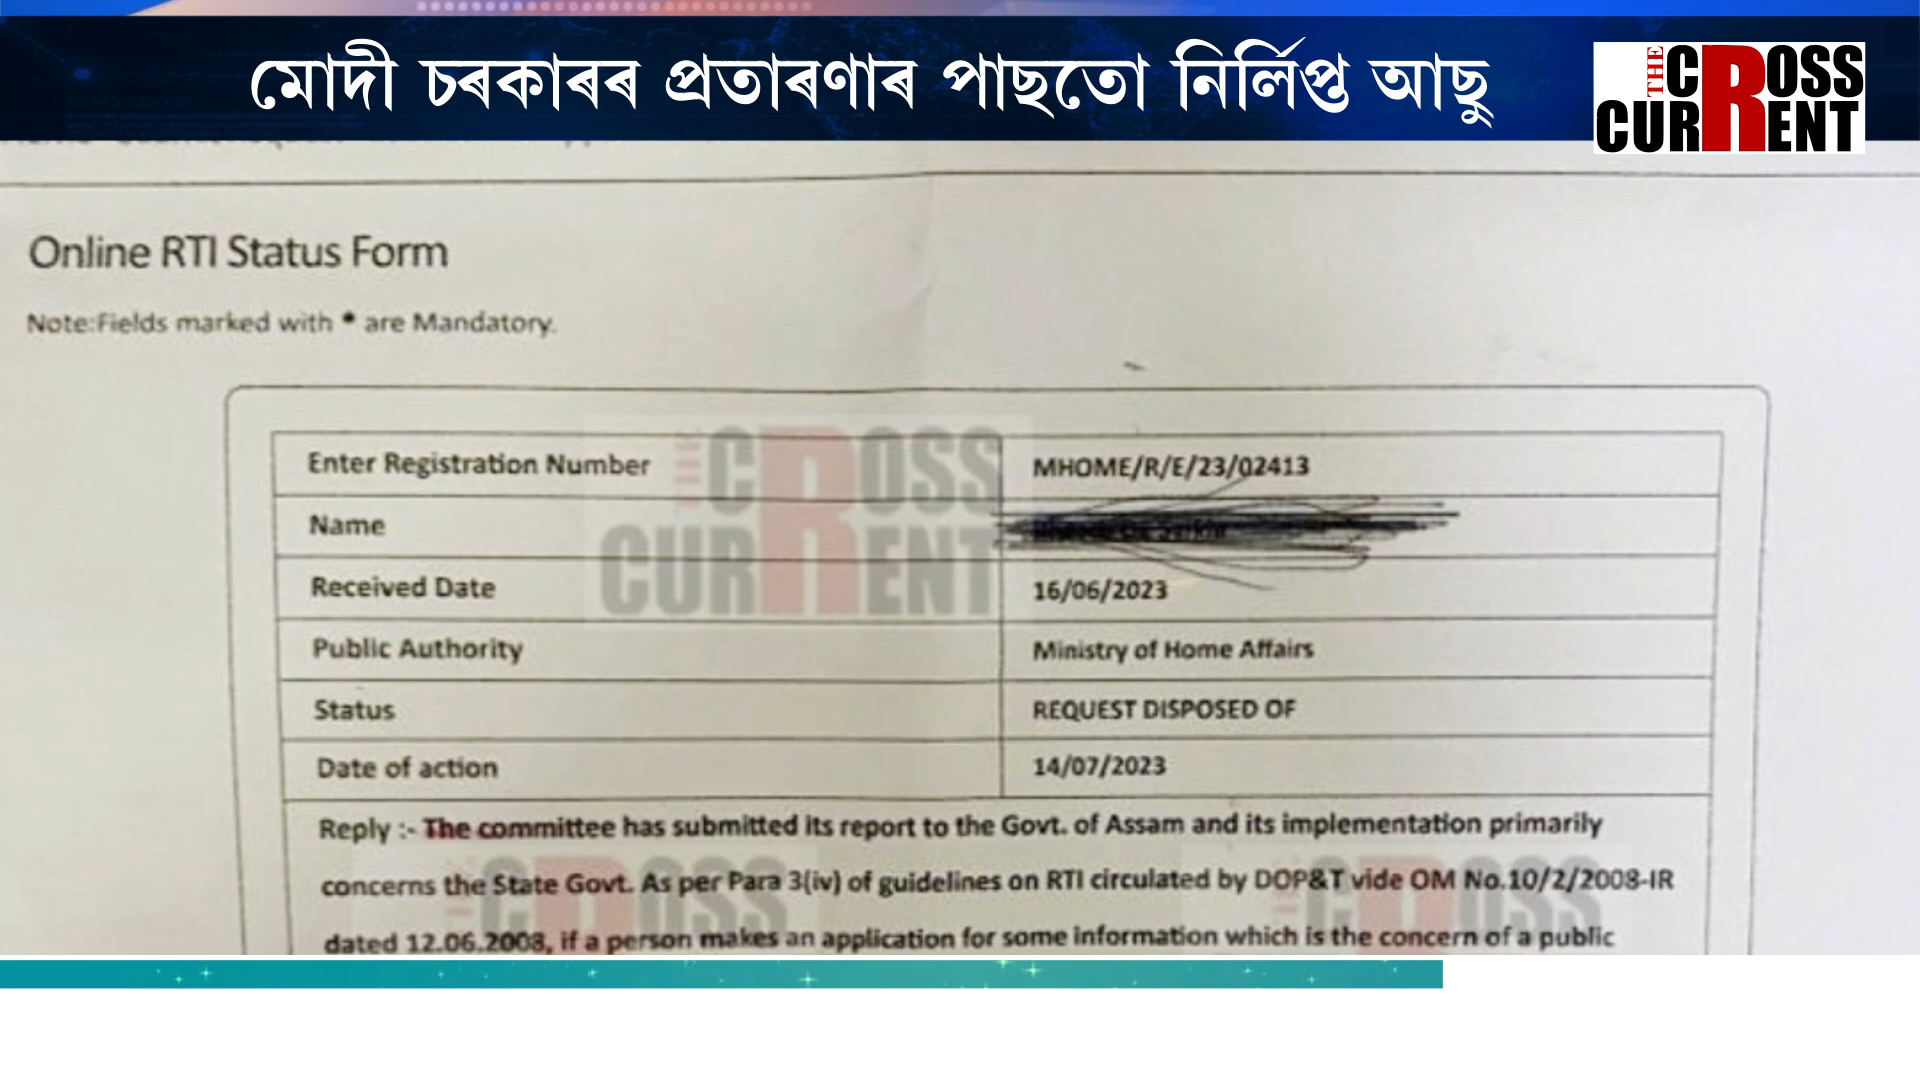 মোদী চৰকাৰৰ প্ৰতাৰণাৰ পাছতো নিৰ্লিপ্ত আছু
THE CROSS
CURRENT
Online RTI Status Form
Note:Fields marked with * are Mandatory.
Enter Registration Number MHOME/R/E/23/02413
Name
Received Date 16/06/2023
Public Authority Ministry of Home Affairs
Status REQUEST DISPOSED OF
Date of action 14/07/2023
Reply :- The committee has submitted its report to the Govt. of Assam and its implementation primarily
concerns the State Govt. As per Para 3(iv) of guidelines on RTI circulated by DOP&T vide OM No.10/2/2008-IR
dated 12.06.2008, if a person makes an application for some information which is the concern of a public
THE CROSS
CURRENT